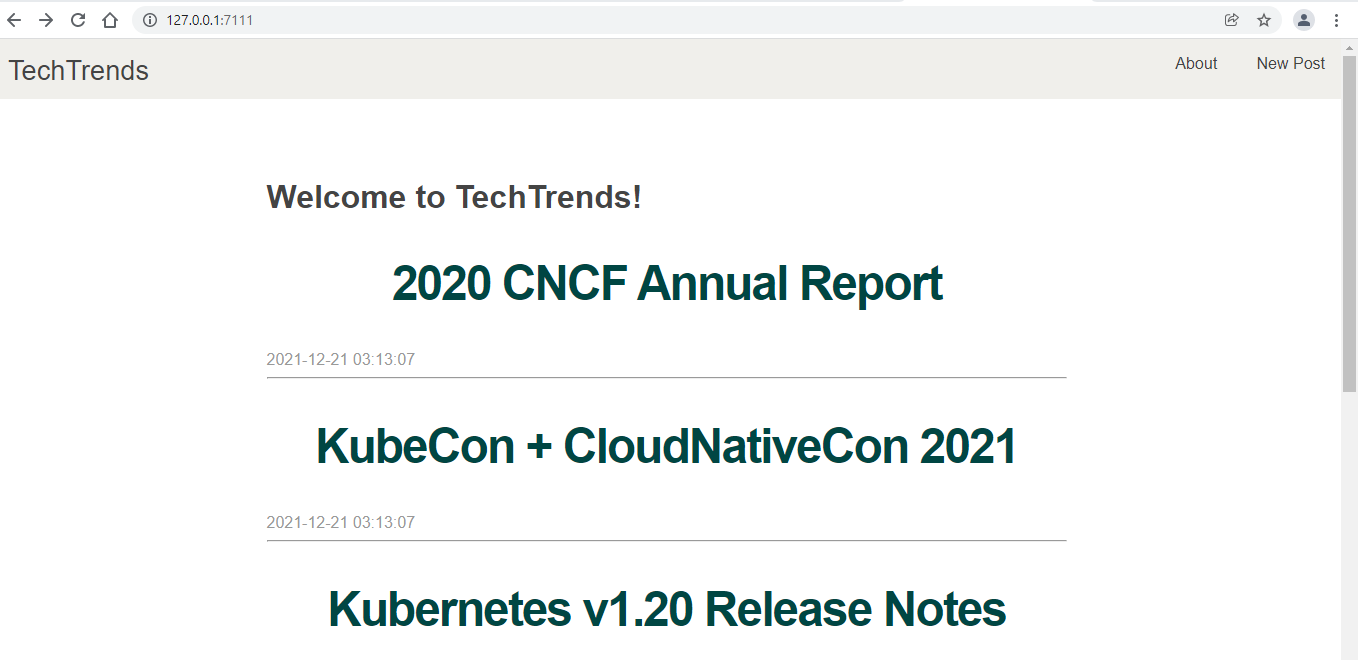 127.0.0.1:7111
TechTrends
About
New Post
Welcome to TechTrends!
2020 CNCF Annual Report
2021-12-21 03:13:07
KubeCon + CloudNativeCon 2021
2021-12-21 03:13:07
Kubernetes v1.20 Release Notes